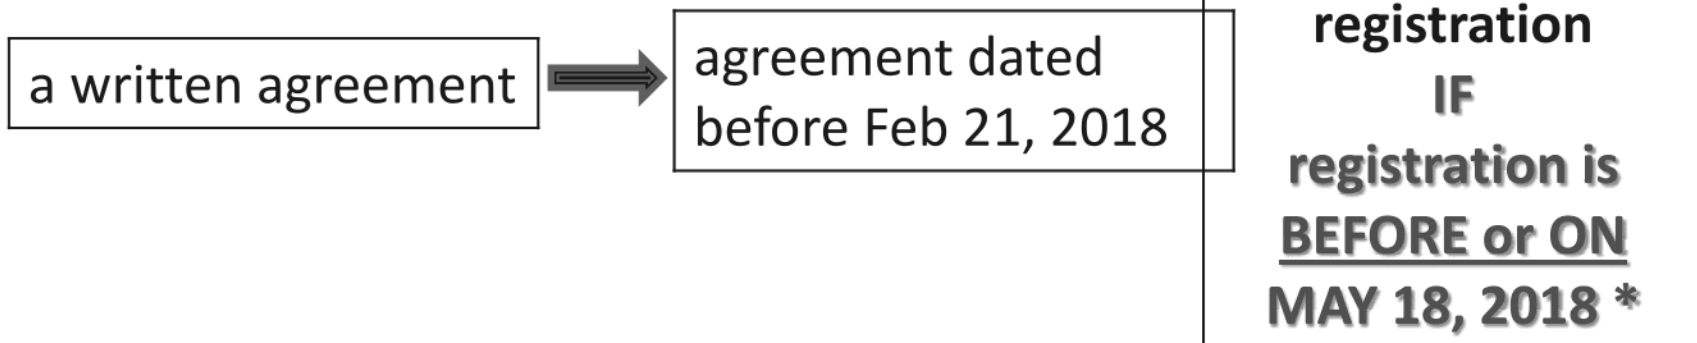 a written agreement
agreement dated
before Feb 21, 2018
registration
IF
registration is
BEFORE or ON
MAY 18, 2018 *